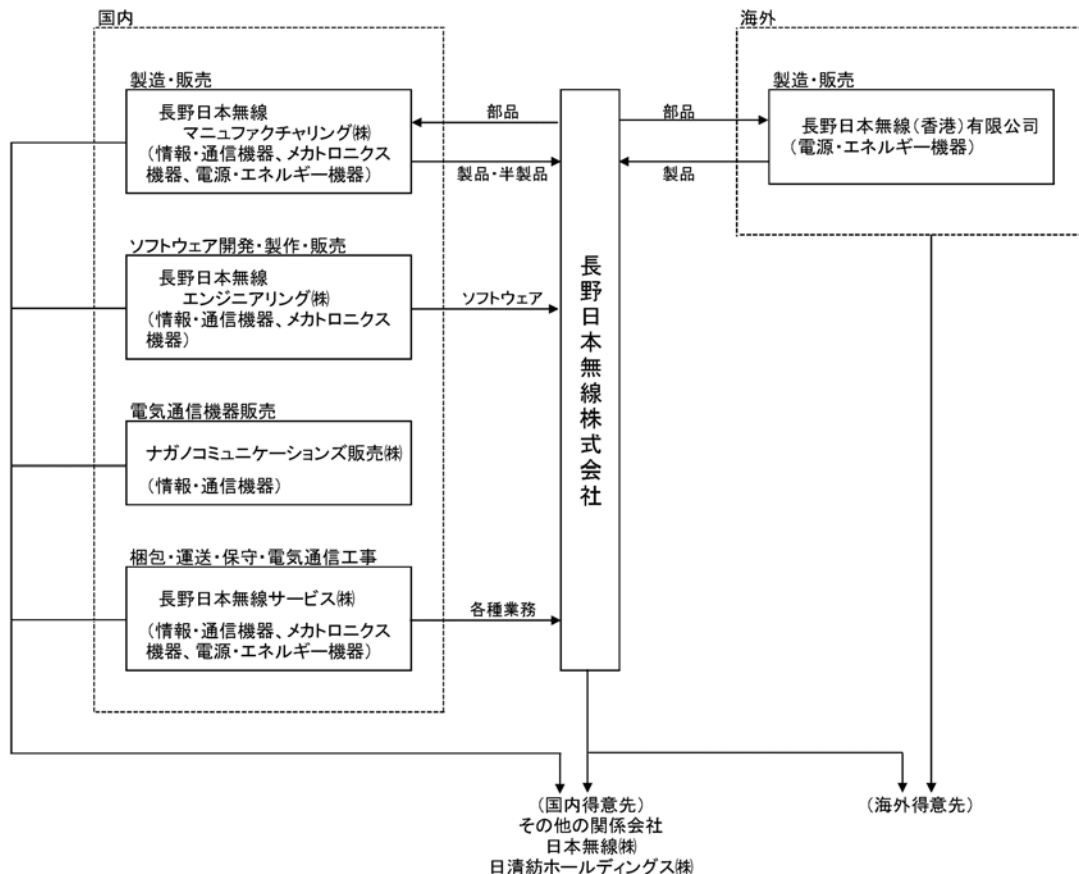 国内
製造・販売
長野日本無線
マニュファクチャリング㈱
(情報・通信機器、メカトロニクス
機器、電源・エネルギー機器)
ソフトウェア開発・製作・販売
長野日本無線
エンジニアリング㈱
(情報・通信機器、メカトロニクス
機器)
電気通信機器販売
ナガノコミュニケーションズ販売㈱
(情報・通信機器)
梱包・運送・保守・電気通信工事
長野日本無線サービス㈱
(情報・通信機器、メカトロニクス
機器、電源・エネルギー機器)
部品
製品・半製品
ソフトウェア
各種業務
長野日本無線株式会社
部品
製品
海外
製造・販売
長野日本無線(香港)有限公司
(電源・エネルギー機器)
(国内得意先)
その他の関係会社
日本無線㈱
日清紡ホールディングス㈱
(海外得意先)